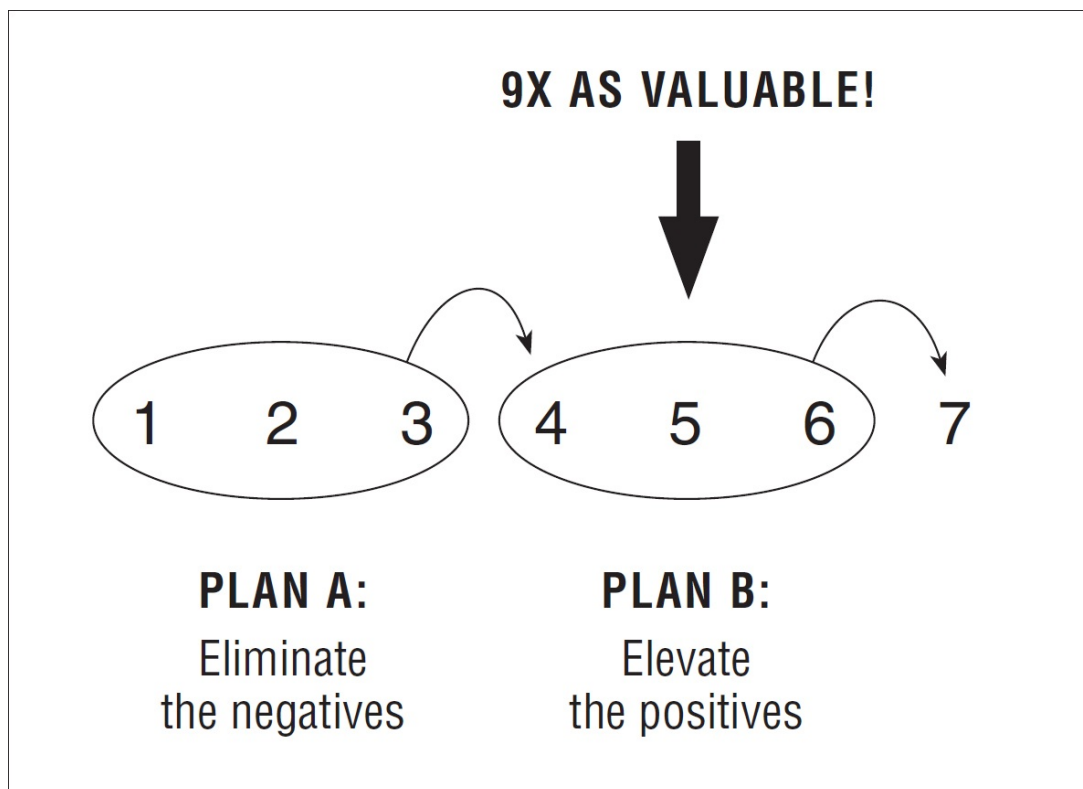 9X AS VALUABLE!
1 2 3 4 5 6 7
PLAN A:
Eliminate
the negatives
PLAN B:
Elevate
the positives